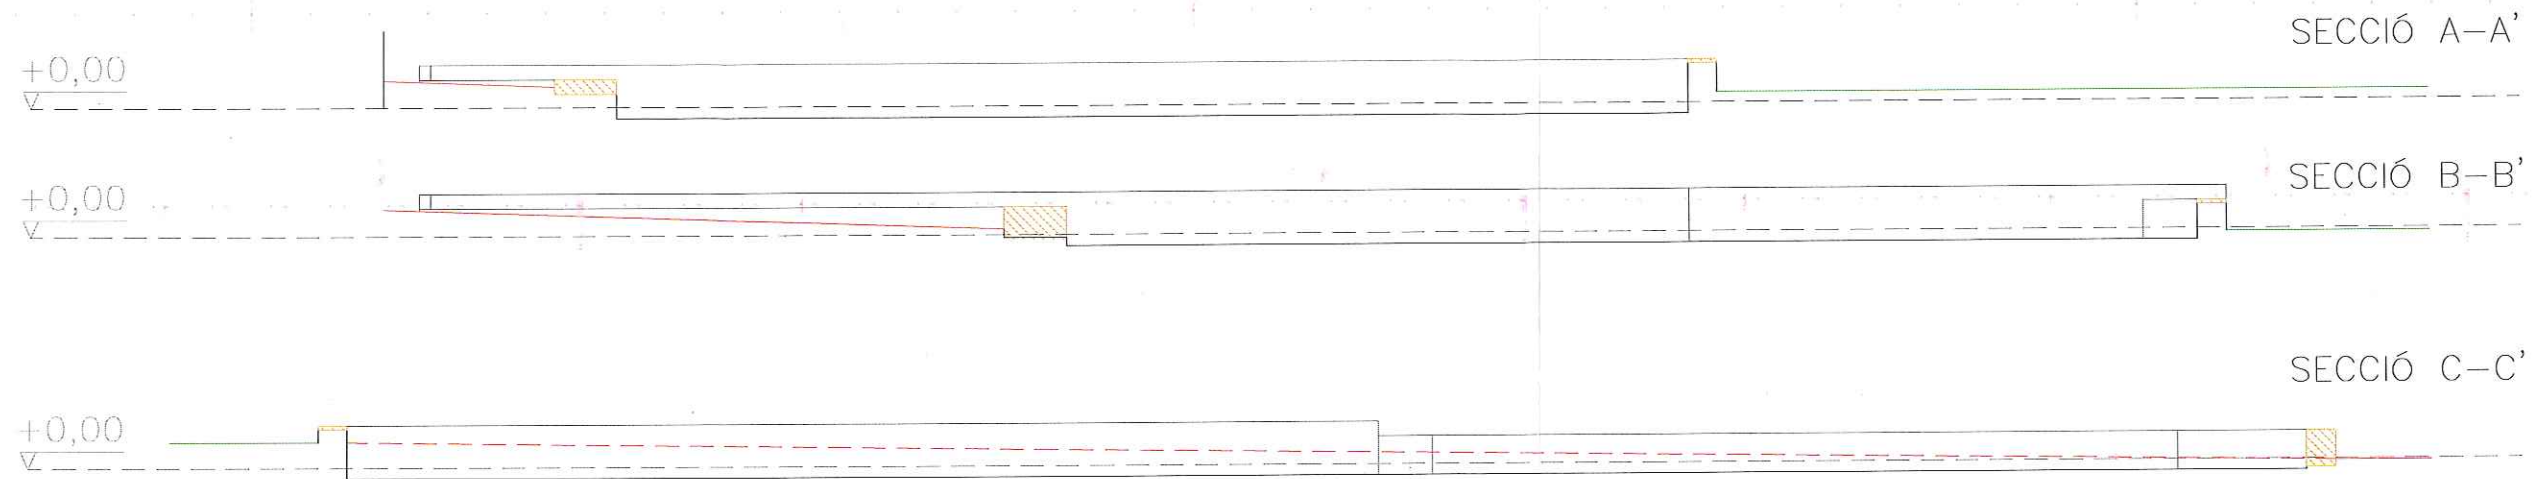 SECCIÓ A-A'
+0,00
SECCIÓ B-B'
+0,00
SECCIÓ C-C'
+0,00